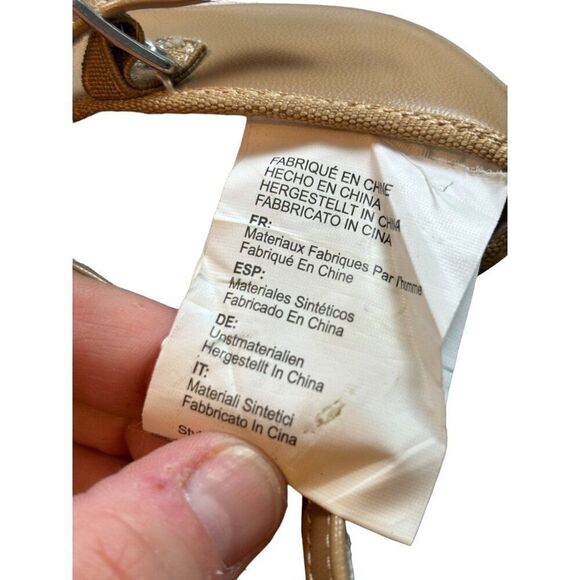 FABRIQUÉ EN CHINE
HECHO EN CHINA
HERGESTELLT IN CHINA
FABBRICATO IN CINA
FR:
Materiaux Fabriques Par l'homme
Fabriqué En Chine
ESP:
Materiales Sintéticos
Fabricado En China
DE:
Unstmaterialien
Hergestellt In China
IT:
Materiali Sintetici
Fabbricato In Cina